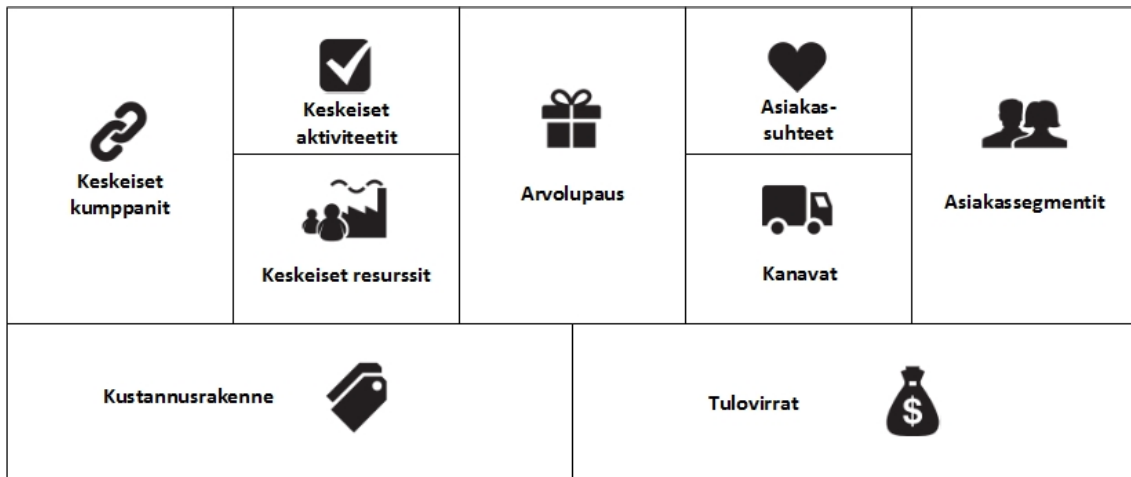 Keskeiset
kumppanit
Keskeiset
aktiviteetit
Keskeiset resurssit
Arvolupaus
Asiakas-
suhteet
Kanavat
Asiakassegmentit
Kustannusrakenne
Tulovirrat
$